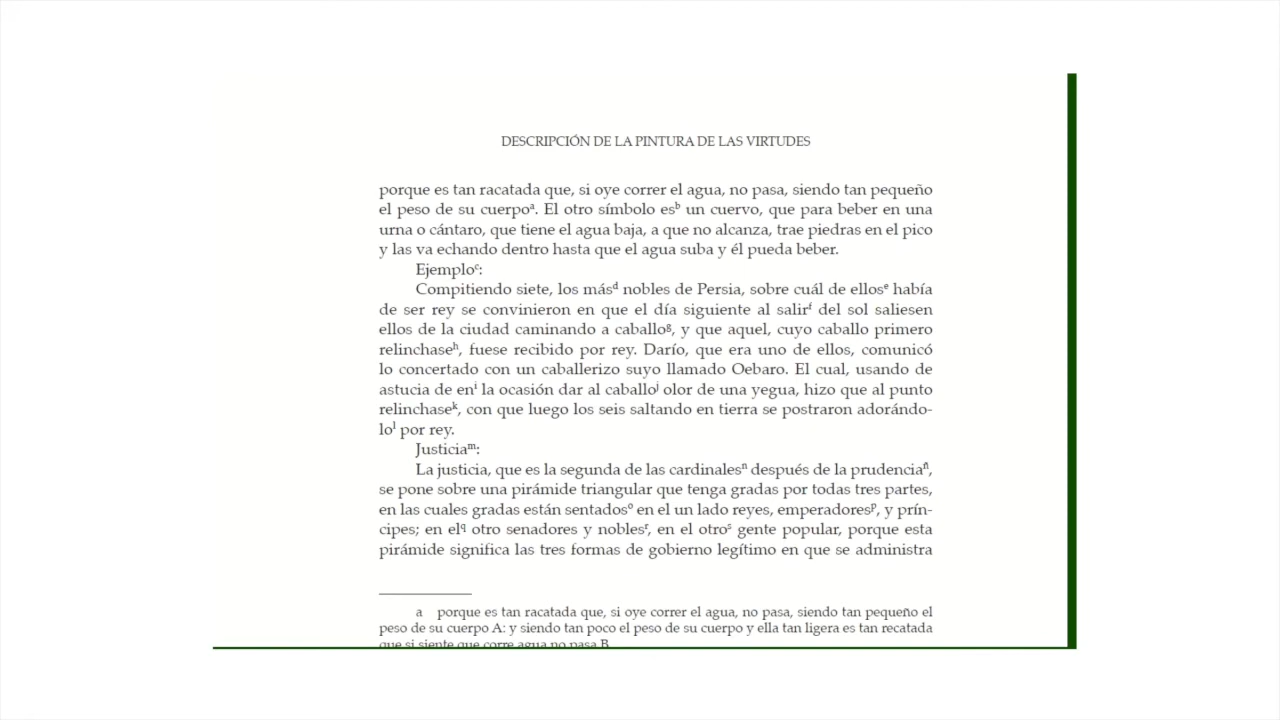 DESCRIPCIÓN DE LA PINTURA DE LAS VIRTUDES
porque es tan racatada que, si oye correr el agua, no pasa, siendo tan pequeño
el peso de su cuerpoᵃ. El otro símbolo esᵇ un cuervo, que para beber en una
urna o cántaro, que tiene el agua baja, a que no alcanza, trae piedras en el pico
y las va echando dentro hasta que el agua suba y él pueda beber.
Ejemploᶜ:
Compitiendo siete, los másᵈ nobles de Persia, sobre cuál de ellosᵉ había
de ser rey se convinieron en que el día siguiente al salirᶠ del sol saliesen
ellos de la ciudad caminando a caballoᵍ, y que aquel, cuyo caballo primero
relinchaseʰ, fuese recibido por rey. Darío, que era uno de ellos, comunicó
lo concertado con un caballerizo suyo llamado Oebaro. El cual, usando de
astucia de enⁱ la ocasión dar al caballoʲ olor de una yegua, hizo que al punto
relinchaseᵏ, con que luego los seis saltando en tierra se postraron adorándo-
loˡ por rey.
Justiciaᵐ:
La justicia, que es la segunda de las cardinalesⁿ después de la prudenciaⁿ̃,
se pone sobre una pirámide triangular que tenga gradas por todas tres partes,
en las cuales gradas están sentadosᵒ en el un lado reyes, emperadoresᵖ, y prín-
cipes; en el𐞥 otro senadores y noblesʳ, en el otroˢ gente popular, porque esta
pirámide significa las tres formas de gobierno legítimo en que se administra
a porque es tan racatada que, si oye correr el agua, no pasa, siendo tan pequeño el
peso de su cuerpo A: y siendo tan poco el peso de su cuerpo y ella tan ligera es tan recatada
que si siente que corre agua no pasa B